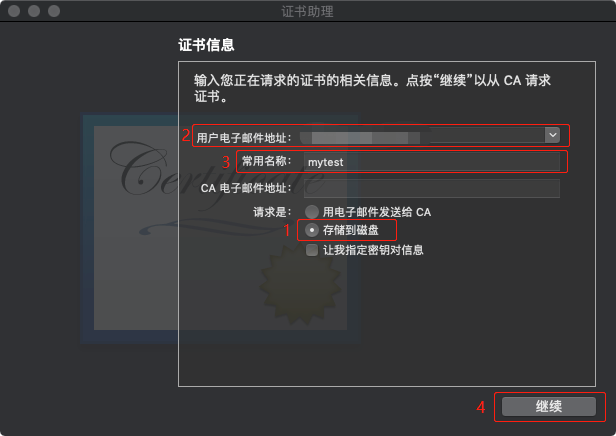 证书助理
证书信息
输入您正在请求的证书的相关信息。点按“继续”以从 CA 请求
证书。
2 用户电子邮件地址：
3 常用名称： mytest
CA 电子邮件地址：
请求是： 用电子邮件发送给 CA
1 存储到磁盘
让我指定密钥对信息
Certificate
4 继续